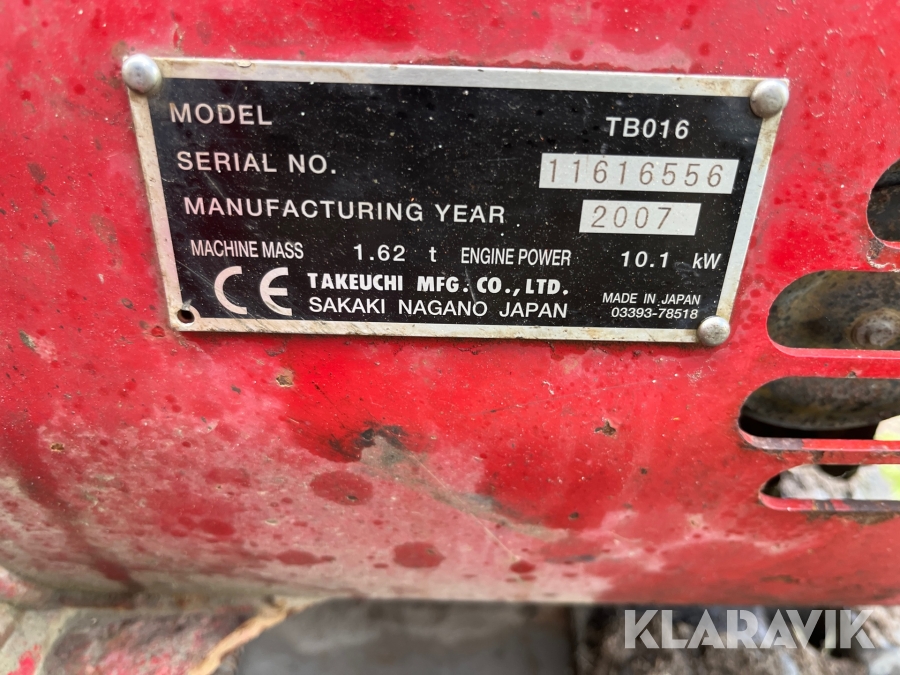 MODEL TB016
SERIAL NO. 11616556
MANUFACTURING YEAR 2007
MACHINE MASS 1.62 t ENGINE POWER 10.1 kW
CE TAKEUCHI MFG. CO., LTD.
SAKAKI NAGANO JAPAN
MADE IN JAPAN
03393-78518
KLARAVIK